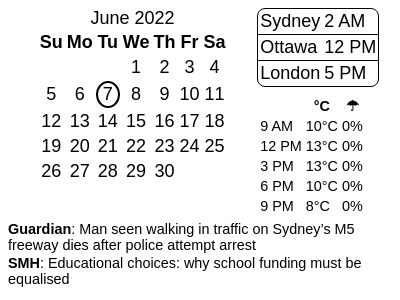 June 2022
Su Mo Tu We Th Fr Sa
1 2 3 4
5 6 7 8 9 10 11
12 13 14 15 16 17 18
19 20 21 22 23 24 25
26 27 28 29 30
Sydney 2 AM
Ottawa 12 PM
London 5 PM
°C ☂
9 AM 10°C 0%
12 PM 13°C 0%
3 PM 13°C 0%
6 PM 10°C 0%
9 PM 8°C 0%
Guardian: Man seen walking in traffic on Sydney’s M5
freeway dies after police attempt arrest
SMH: Educational choices: why school funding must be
equalised